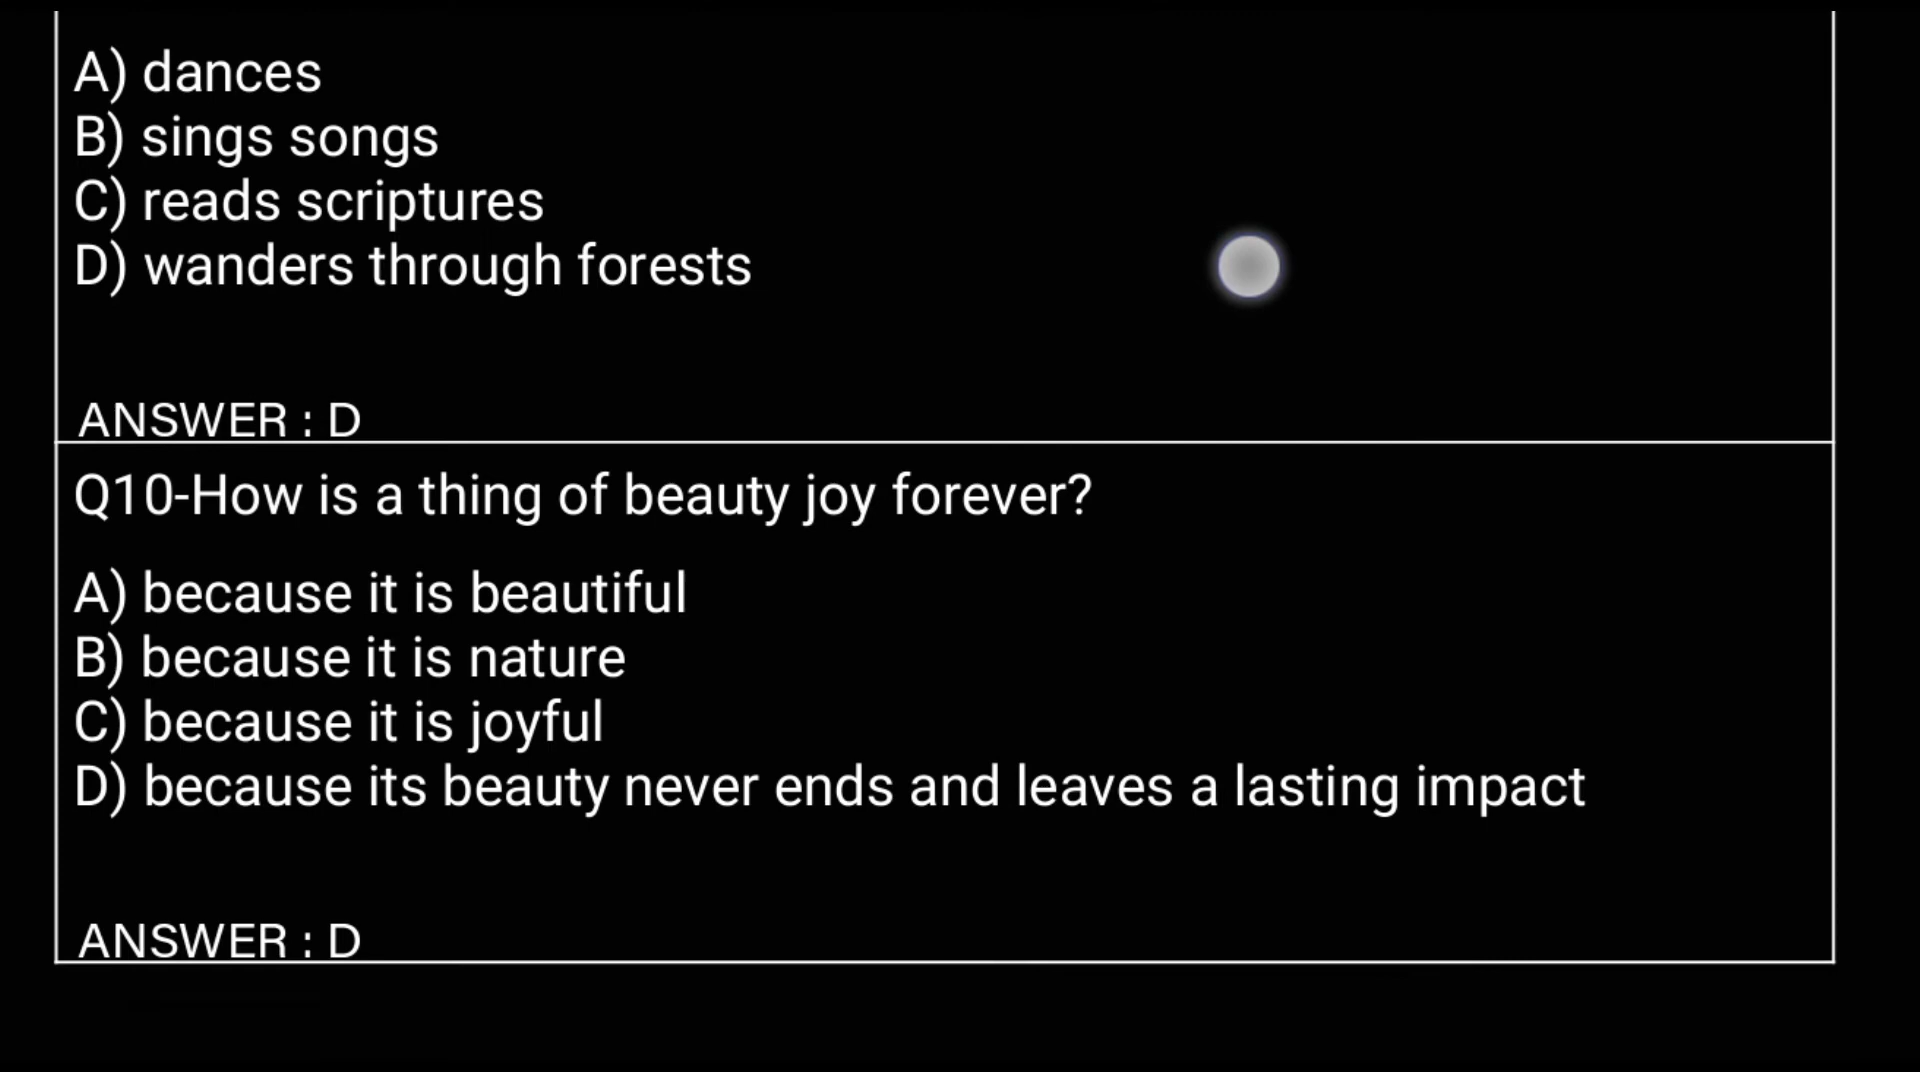 A) dances
B) sings songs
C) reads scriptures
D) wanders through forests
ANSWER : D
Q10-How is a thing of beauty joy forever?
A) because it is beautiful
B) because it is nature
C) because it is joyful
D) because its beauty never ends and leaves a lasting impact
ANSWER : D